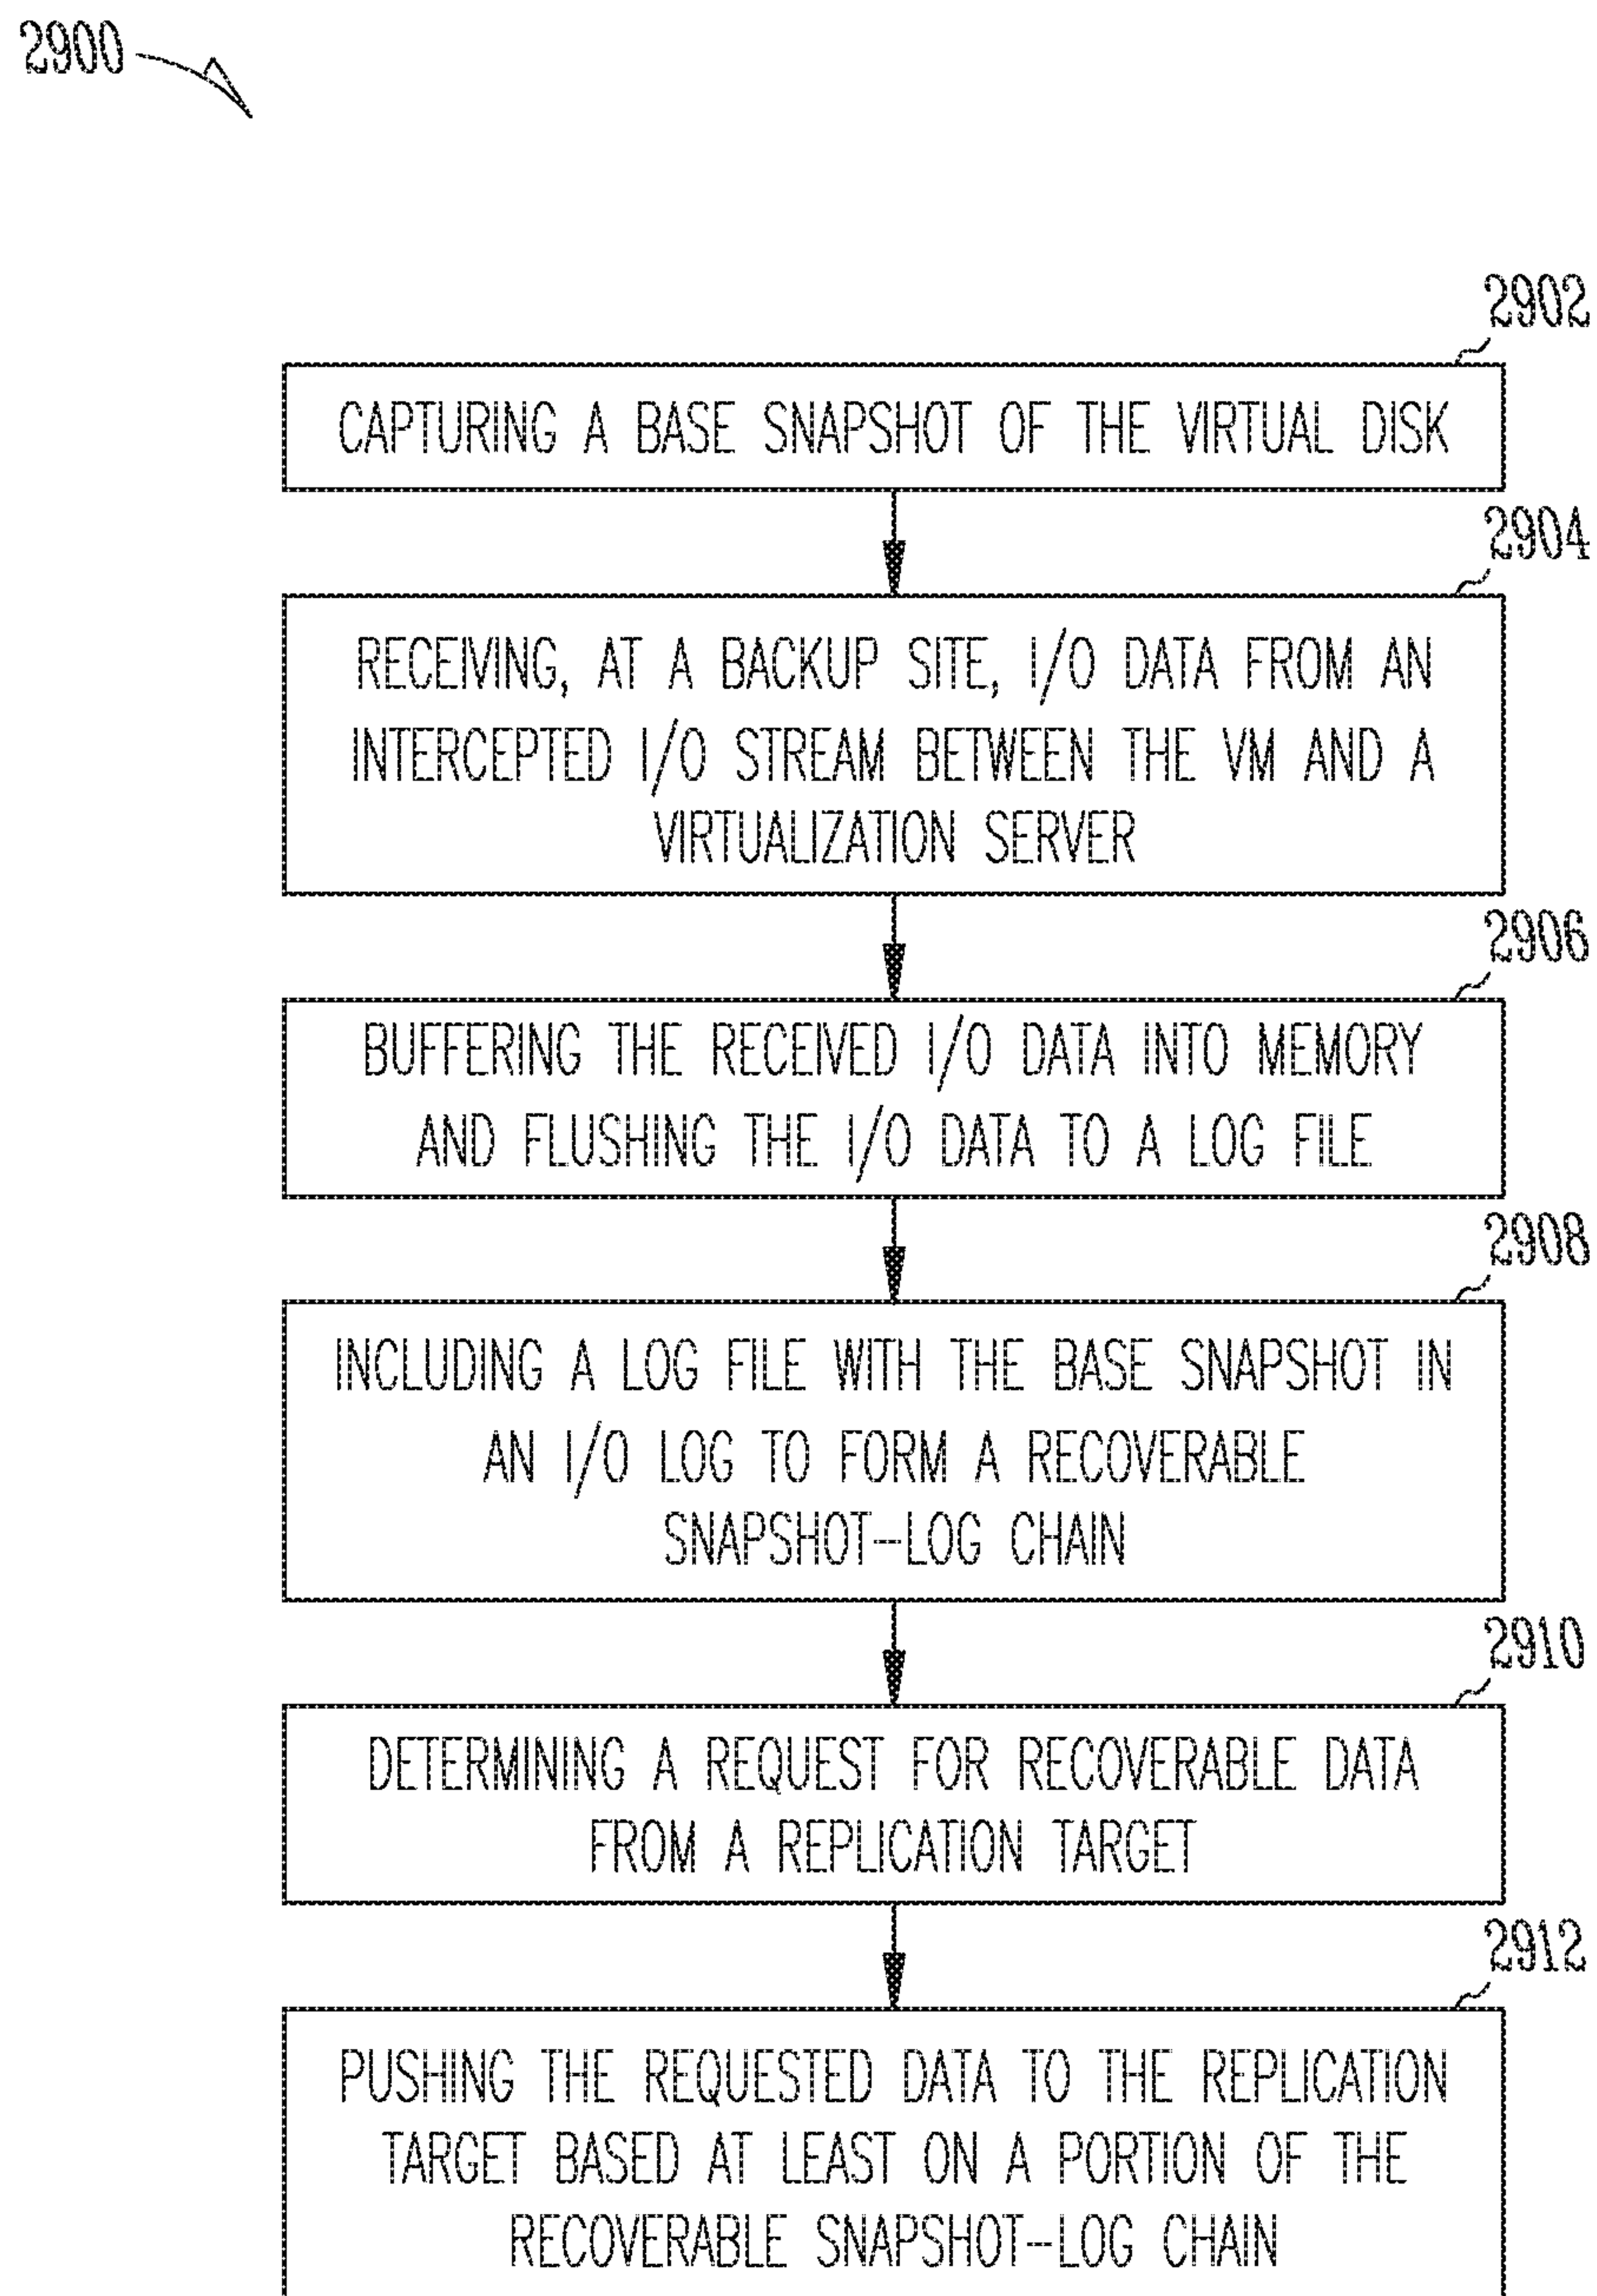 2900
2902
CAPTURING A BASE SNAPSHOT OF THE VIRTUAL DISK
2904
RECEIVING, AT A BACKUP SITE, I/O DATA FROM AN
INTERCEPTED I/O STREAM BETWEEN THE VM AND A
VIRTUALIZATION SERVER
2906
BUFFERING THE RECEIVED I/O DATA INTO MEMORY
AND FLUSHING THE I/O DATA TO A LOG FILE
2908
INCLUDING A LOG FILE WITH THE BASE SNAPSHOT IN
AN I/O LOG TO FORM A RECOVERABLE
SNAPSHOT-LOG CHAIN
2910
DETERMINING A REQUEST FOR RECOVERABLE DATA
FROM A REPLICATION TARGET
2912
PUSHING THE REQUESTED DATA TO THE REPLICATION
TARGET BASED AT LEAST ON A PORTION OF THE
RECOVERABLE SNAPSHOT-LOG CHAIN